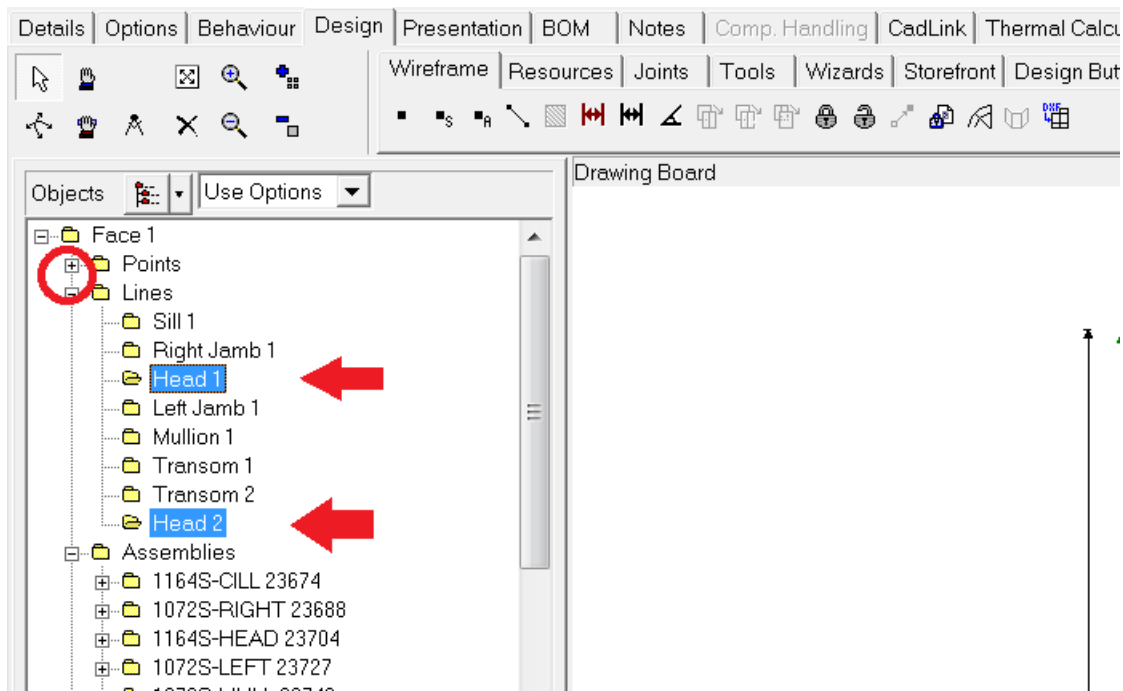 Details Options Behaviour Design Presentation BOM Notes Comp. Handling CadLink Thermal Calcu
Wireframe Resources Joints Tools Wizards Storefront Design But
S A DXF
Objects Use Options Drawing Board
Face 1
Points
Lines
Sill 1
Right Jamb 1
Head 1
Left Jamb 1
Mullion 1
Transom 1
Transom 2
Head 2
Assemblies
1164S-CILL 23674
1072S-RIGHT 23688
1164S-HEAD 23704
1072S-LEFT 23727